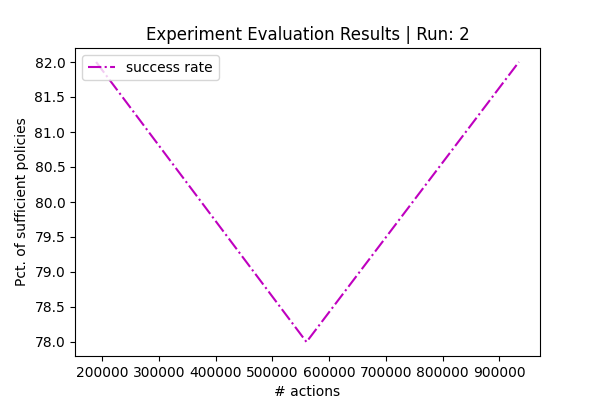 Experiment Evaluation Results | Run: 2
success rate
Pct. of sufficient policies
82.0
81.5
81.0
80.5
80.0
79.5
79.0
78.5
78.0
200000 300000 400000 500000 600000 700000 800000 900000
# actions